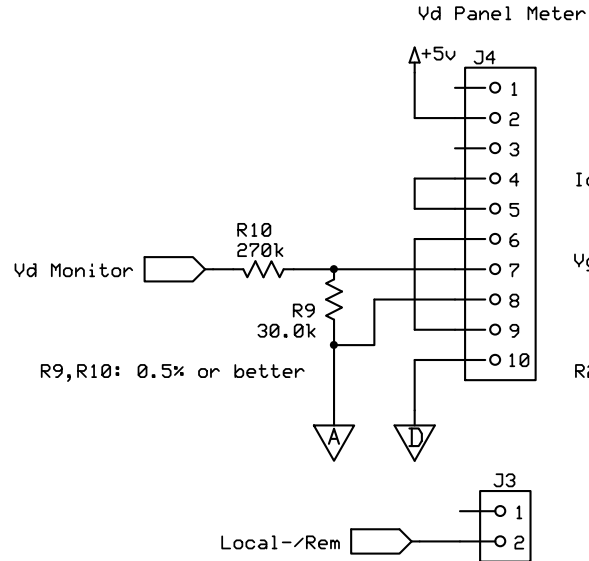 Vd Panel Meter
+5v
J4
1
2
3
4
5
6
7
8
9
10
R10
270k
Vd Monitor
R9
30.0k
R9,R10: 0.5% or better
A
D
J3
1
2
Local-/Rem